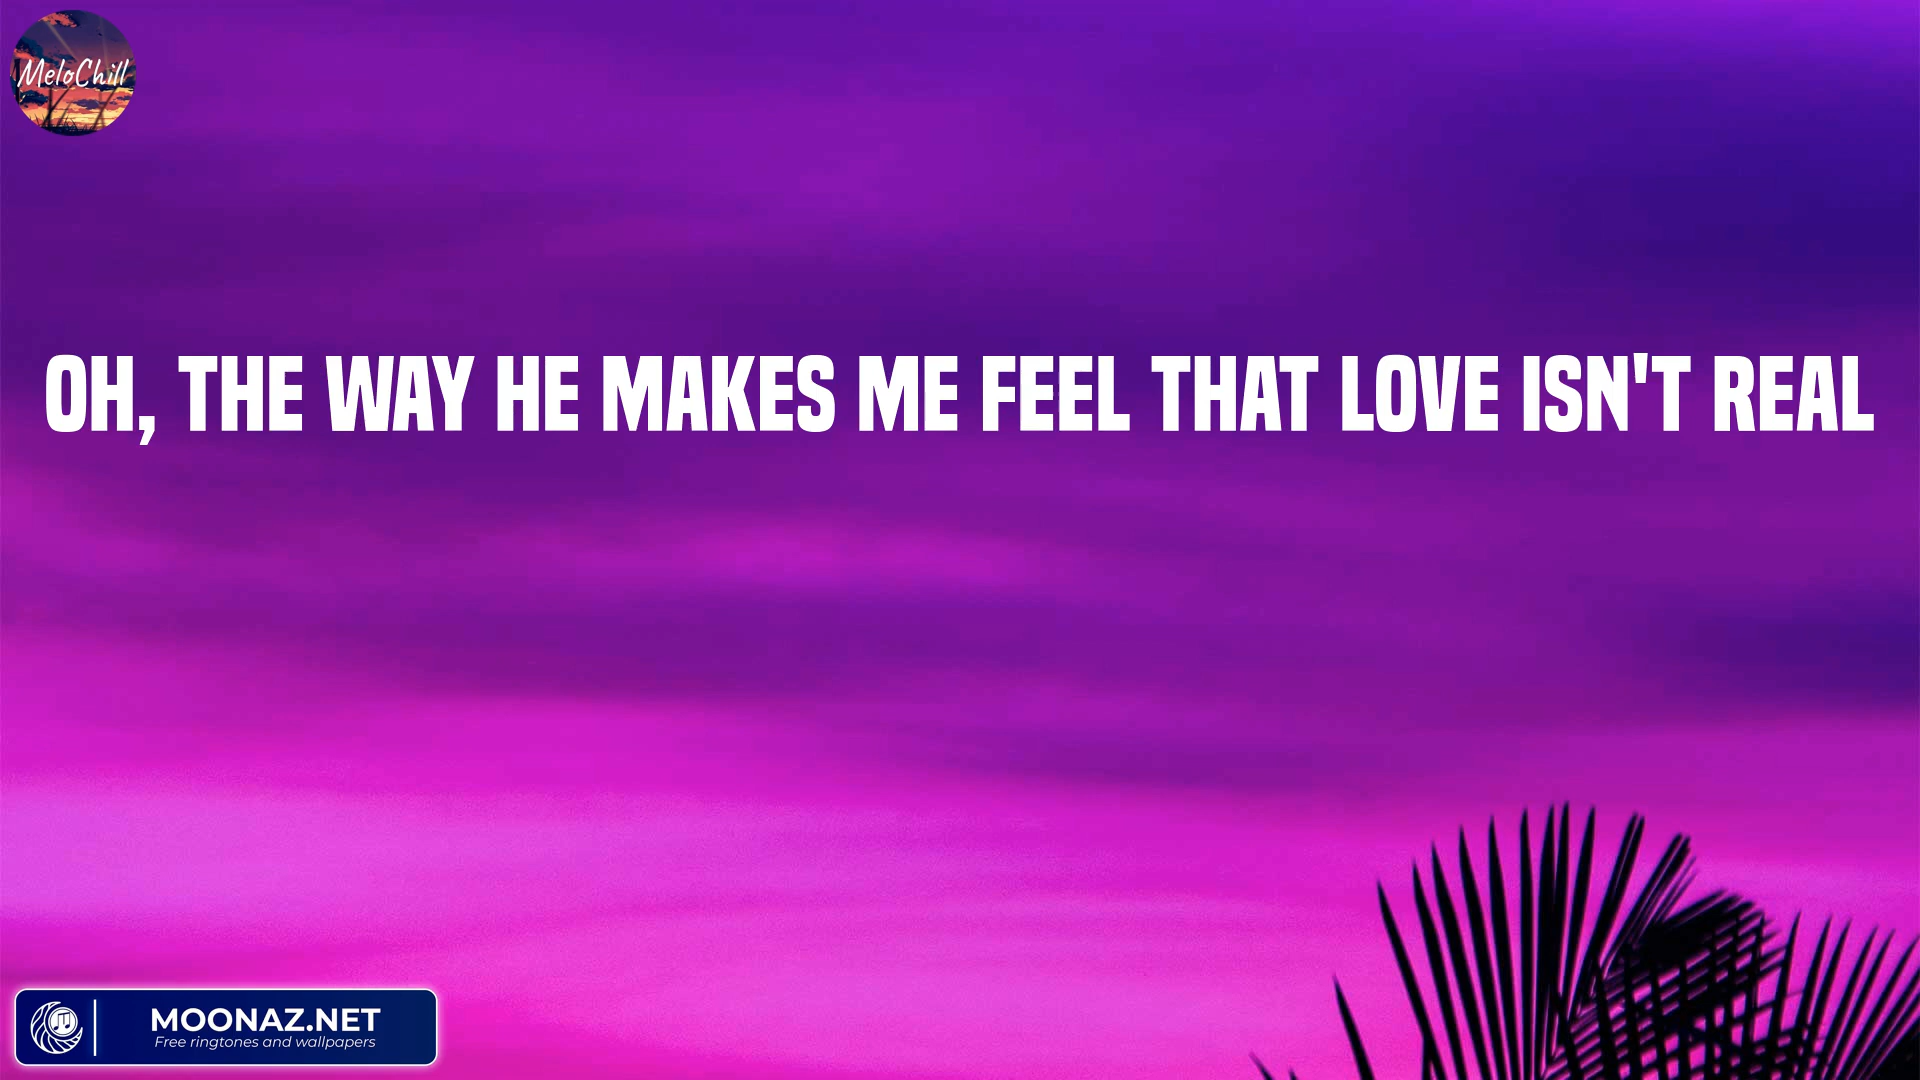 MeloChill
OH, THE WAY HE MAKES ME FEEL THAT LOVE ISN'T REAL
MOONAZ.NET
Free ringtones and wallpapers